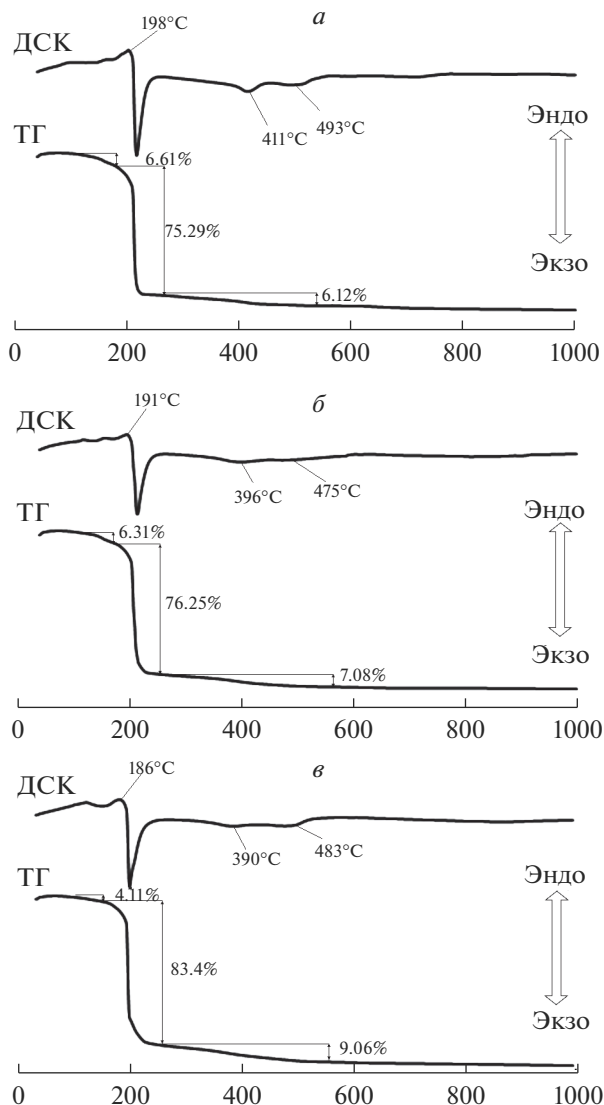 а
ДСК
198°C
411°C
493°C
Эндо
ТГ
6.61%
75.29%
6.12%
Экзо
0 200 400 600 800 1000
б
ДСК
191°C
396°C
475°C
Эндо
ТГ
6.31%
76.25%
7.08%
Экзо
0 200 400 600 800 1000
в
ДСК
186°C
390°C
483°C
Эндо
ТГ
4.11%
83.4%
9.06%
Экзо
0 200 400 600 800 1000